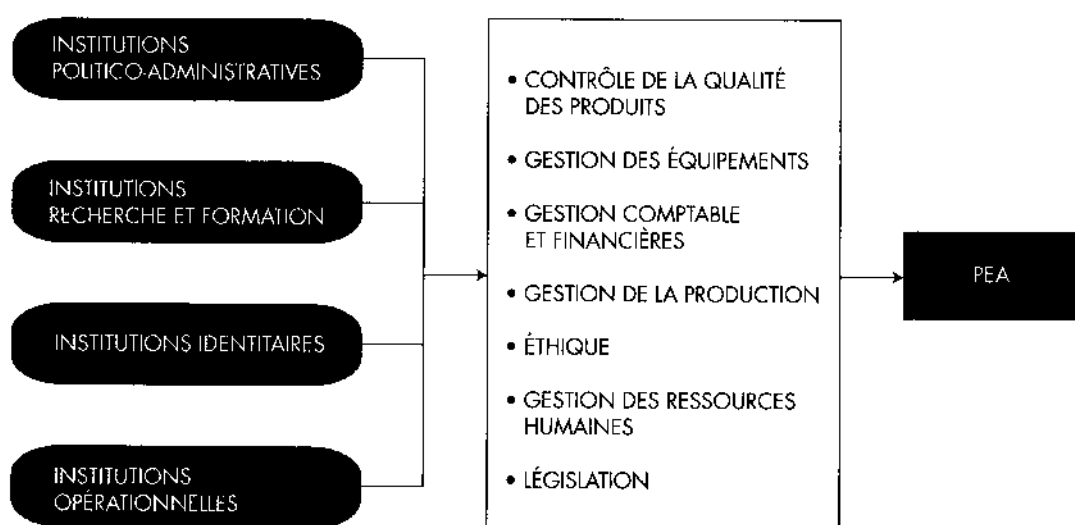 INSTITUTIONS
POLITICO-ADMINISTRATIVES
INSTITUTIONS
RECHERCHE ET FORMATION
INSTITUTIONS IDENTITAIRES
INSTITUTIONS
OPÉRATIONNELLES
• CONTRÔLE DE LA QUALITÉ
DES PRODUITS
• GESTION DES ÉQUIPEMENTS
• GESTION COMPTABLE
ET FINANCIÈRES
• GESTION DE LA PRODUCTION
• ÉTHIQUE
• GESTION DES RESSOURCES
HUMAINES
• LÉGISLATION
PEA